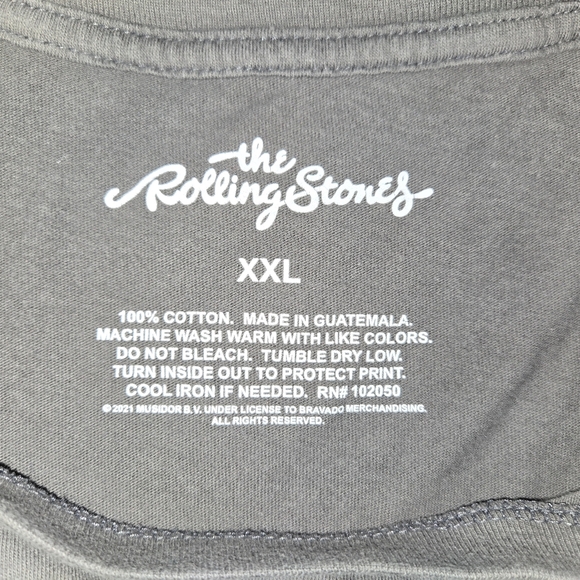 the
Rolling Stones
XXL
100% COTTON. MADE IN GUATEMALA.
MACHINE WASH WARM WITH LIKE COLORS.
DO NOT BLEACH. TUMBLE DRY LOW.
TURN INSIDE OUT TO PROTECT PRINT.
COOL IRON IF NEEDED. RN# 102050
© 2021 MUSIDOR B.V. UNDER LICENSE TO BRAVADO MERCHANDISING.
ALL RIGHTS RESERVED.